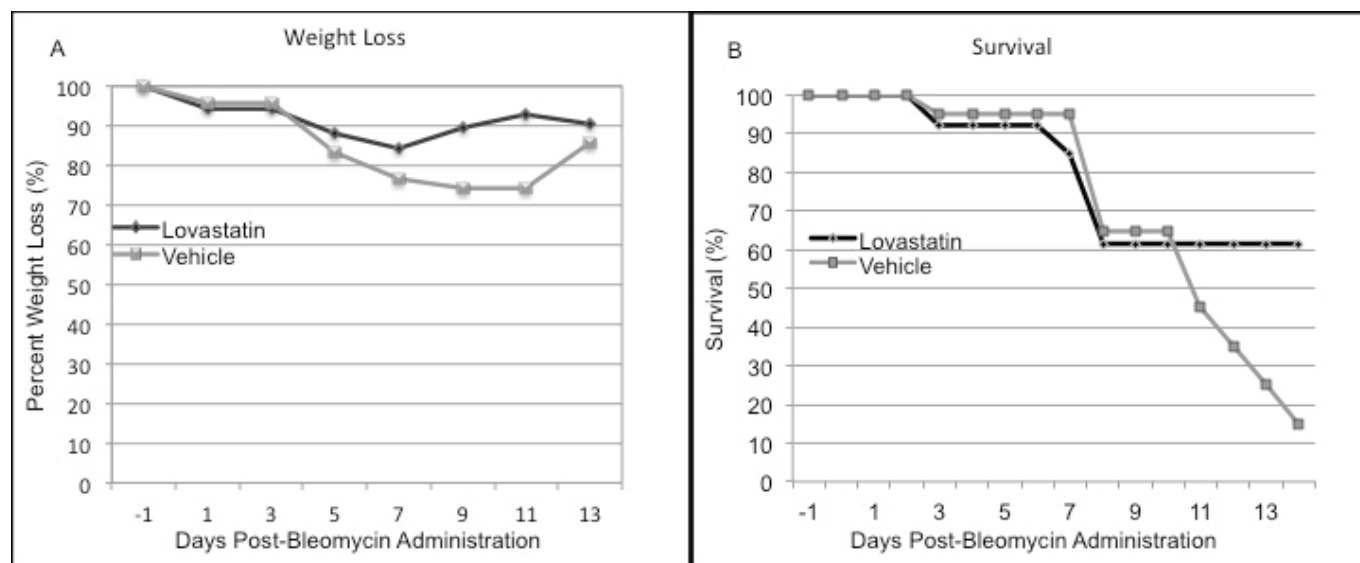 A
Weight Loss
Percent Weight Loss (%)
100
90
80
70
60
50
40
30
20
10
0
Lovastatin
Vehicle
-1 1 3 5 7 9 11 13
Days Post-Bleomycin Administration
B
Survival
Survival (%)
100
90
80
70
60
50
40
30
20
10
0
Lovastatin
Vehicle
-1 1 3 5 7 9 11 13
Days Post-Bleomycin Administration